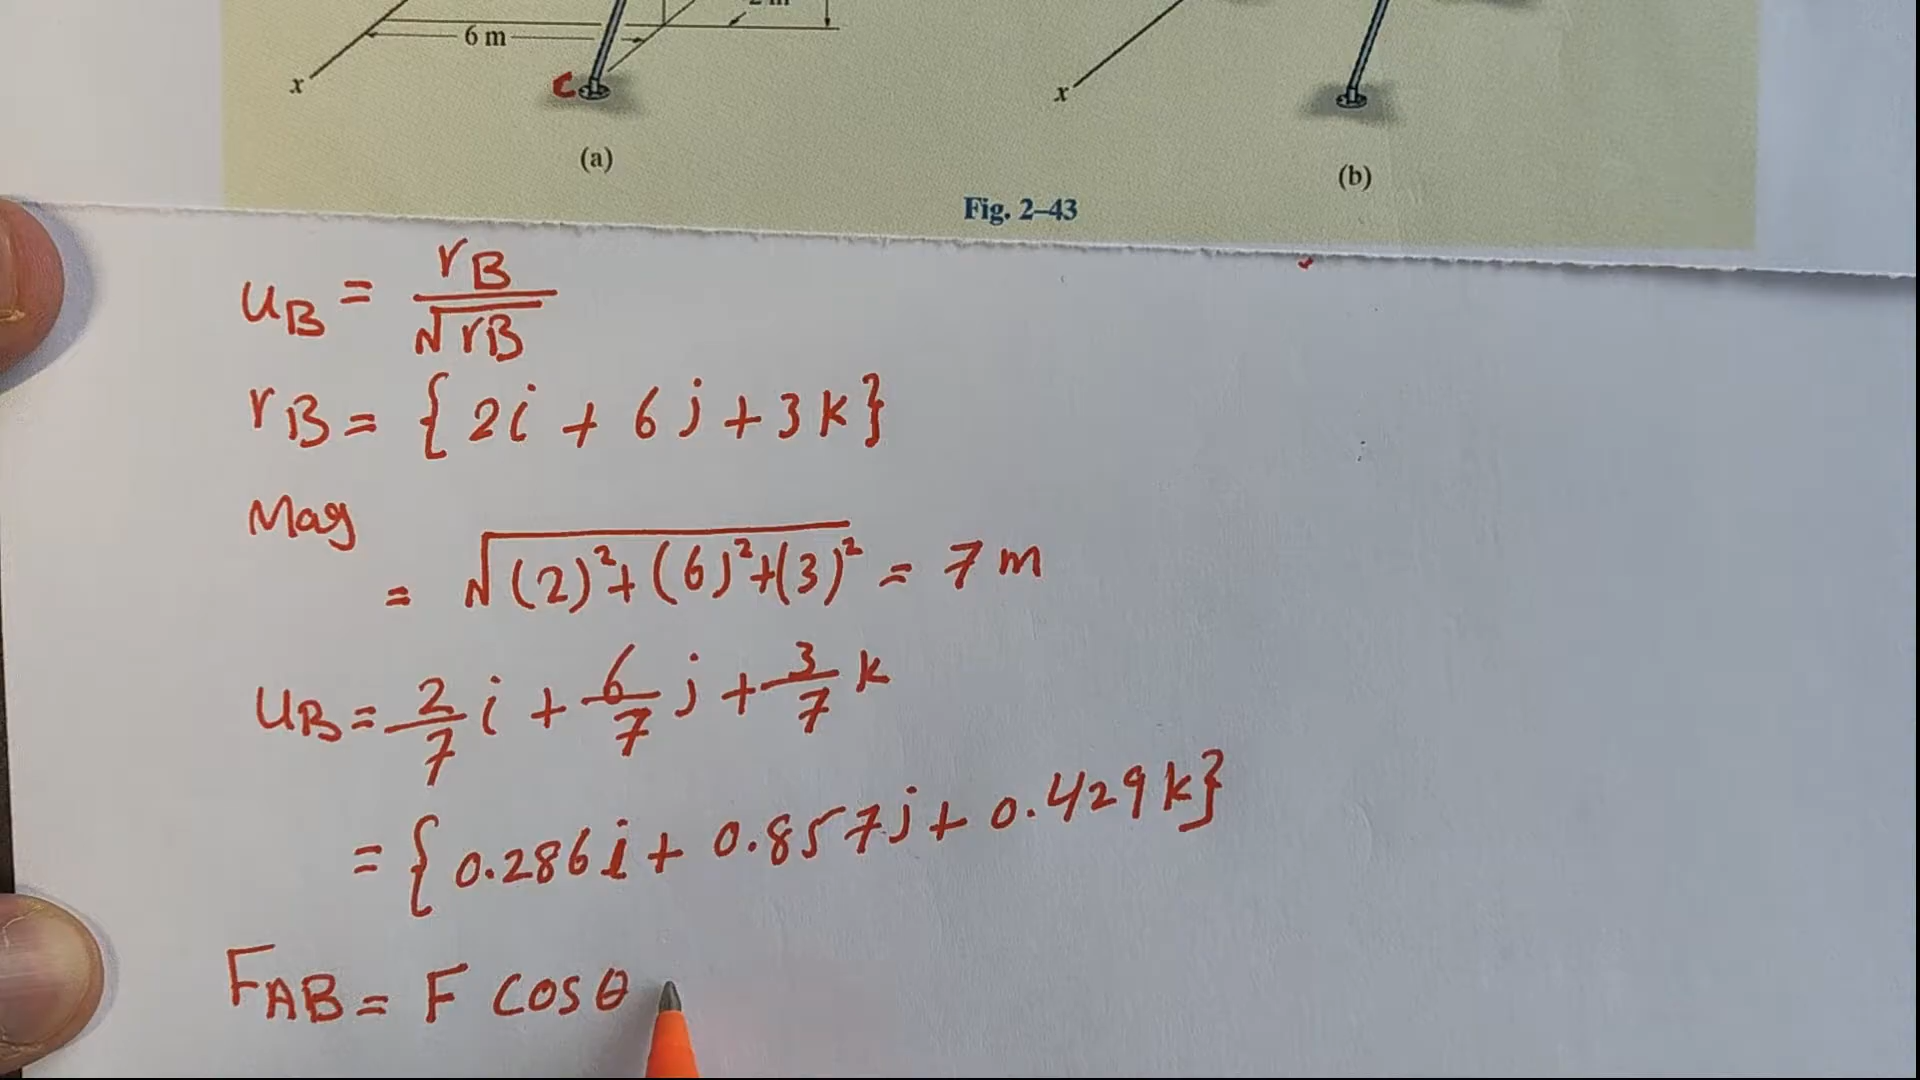 6 m
x
C
x
(a)
(b)
Fig. 2–43
uB = rB / √rB
rB = {2i + 6j + 3k}
Mag
= √(2)²+(6)²+(3)² = 7 m
uB = 2/7 i + 6/7 j + 3/7 k
= {0.286i + 0.857j + 0.429k}
FAB = F cosθ